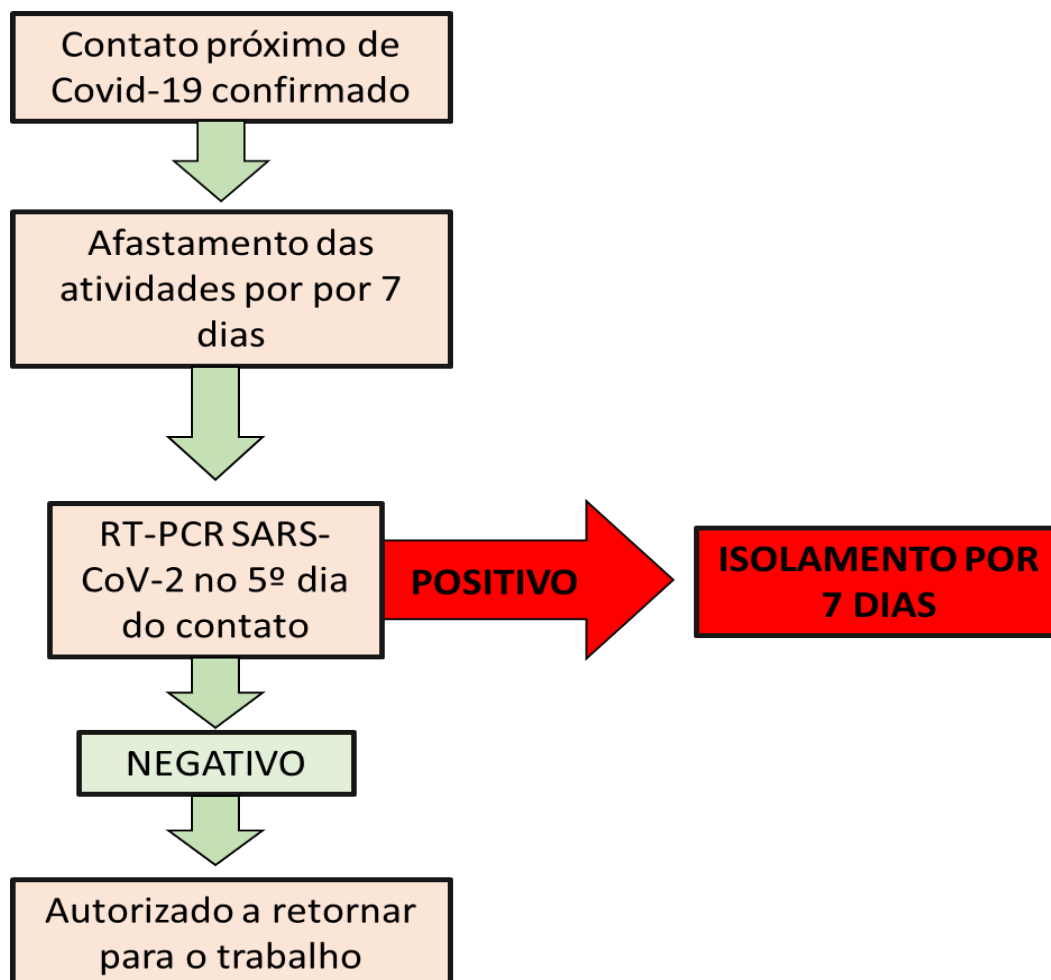 Contato próximo de
Covid-19 confirmado
Afastamento das
atividades por por 7
dias
RT-PCR SARS-
CoV-2 no 5º dia
do contato
POSITIVO
ISOLAMENTO POR
7 DIAS
NEGATIVO
Autorizado a retornar
para o trabalho